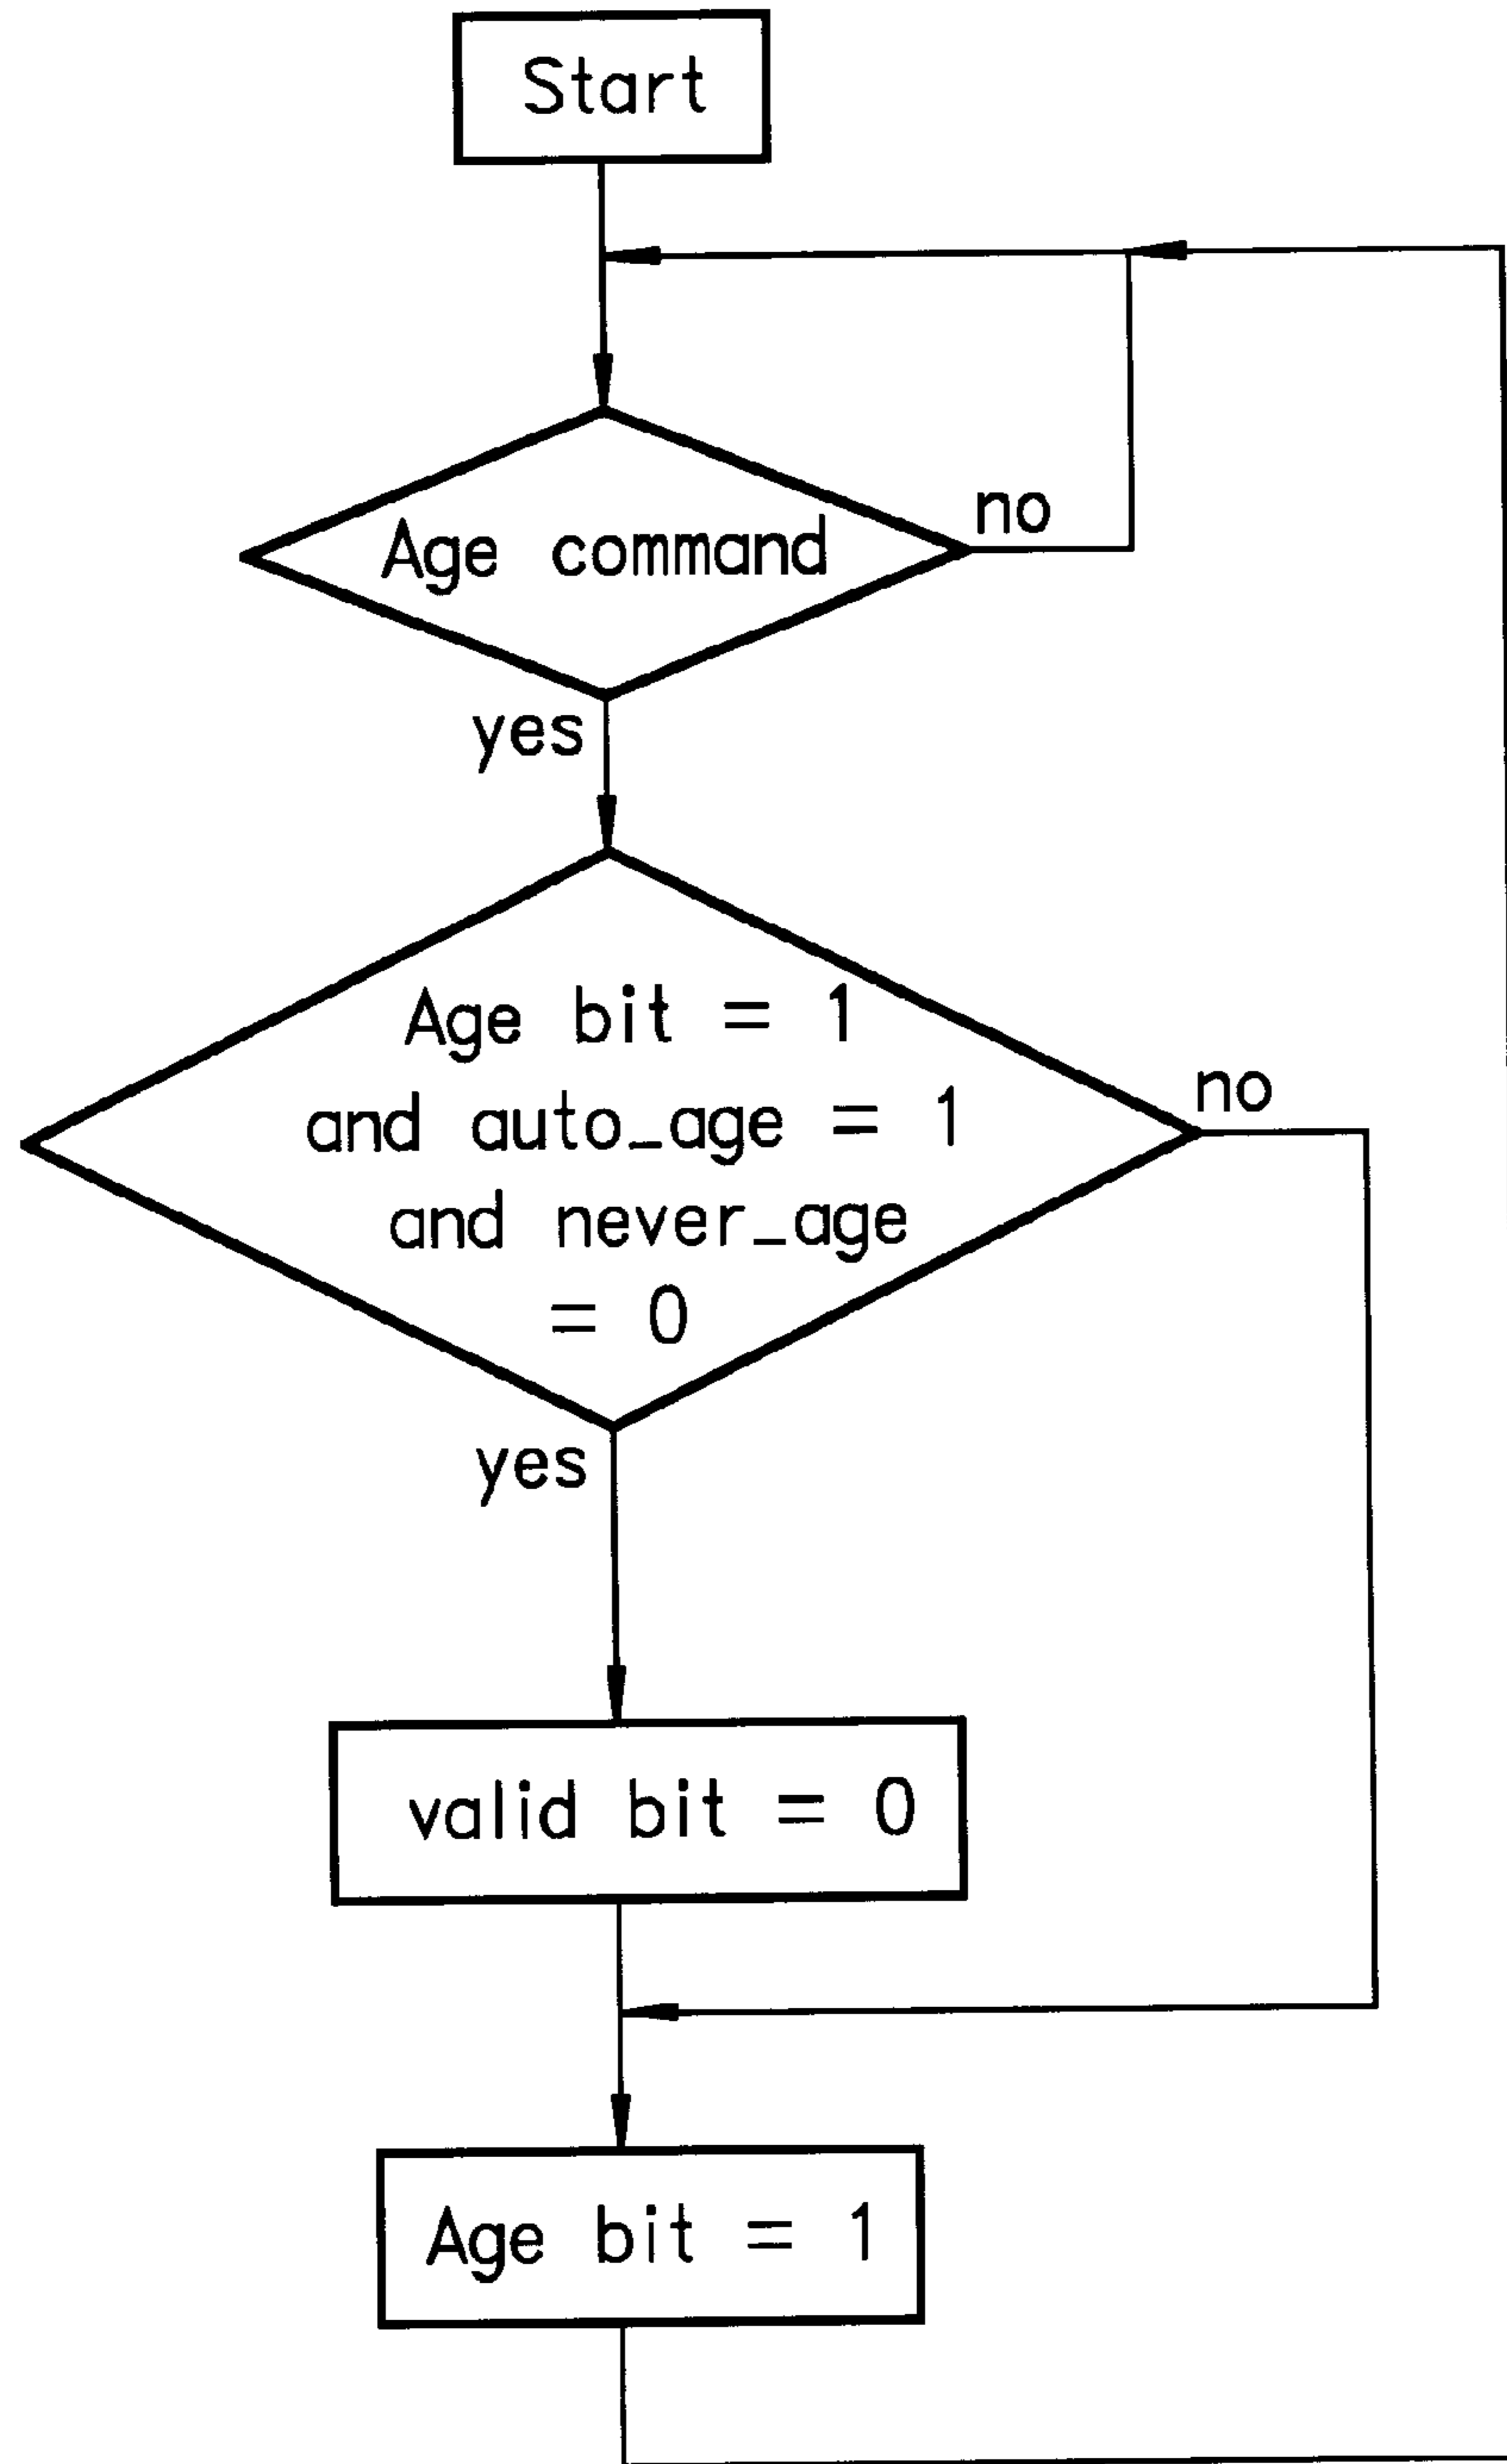 Start
Age command
no
yes
Age bit = 1
and auto_age = 1
and never_age
= 0
no
yes
valid bit = 0
Age bit = 1